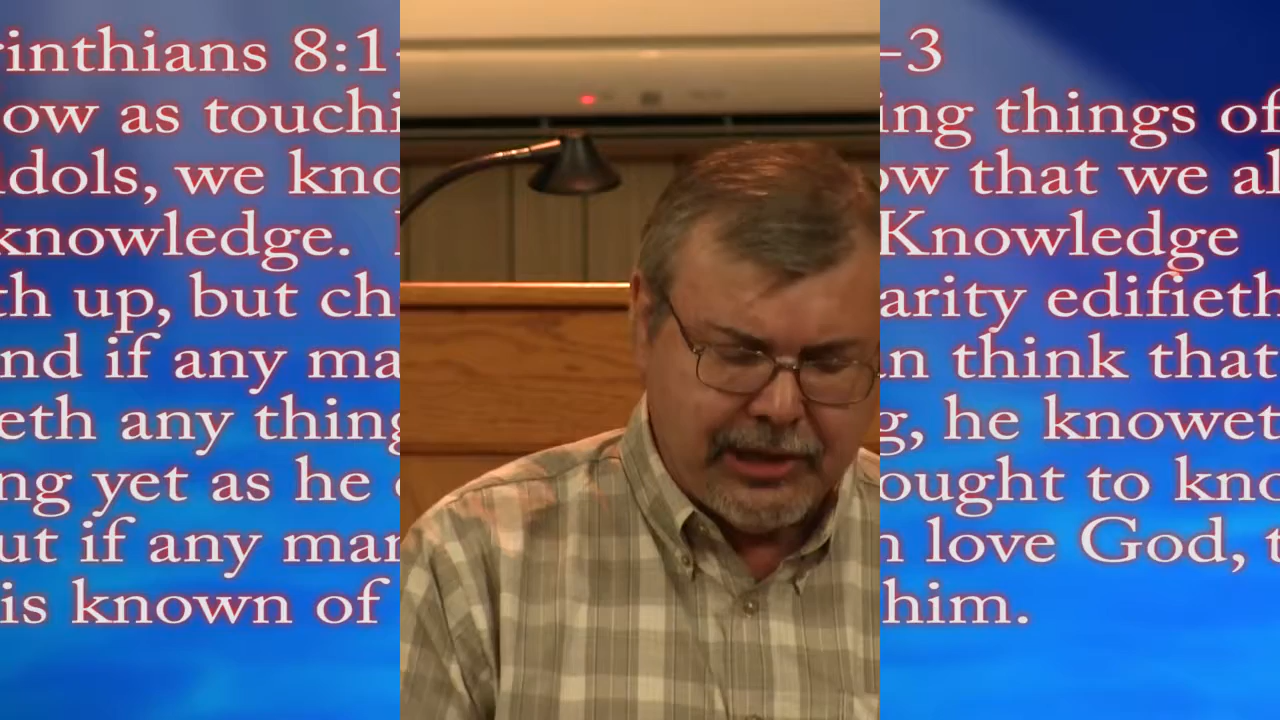 rinthians 8:1- -3
ow as touchi ing things of
idols, we kno ow that we al
knowledge. Knowledge
th up, but ch arity edifieth
nd if any ma n think that
eth any thing g, he knowet
ng yet as he ought to kno
ut if any man n love God, t
is known of him.